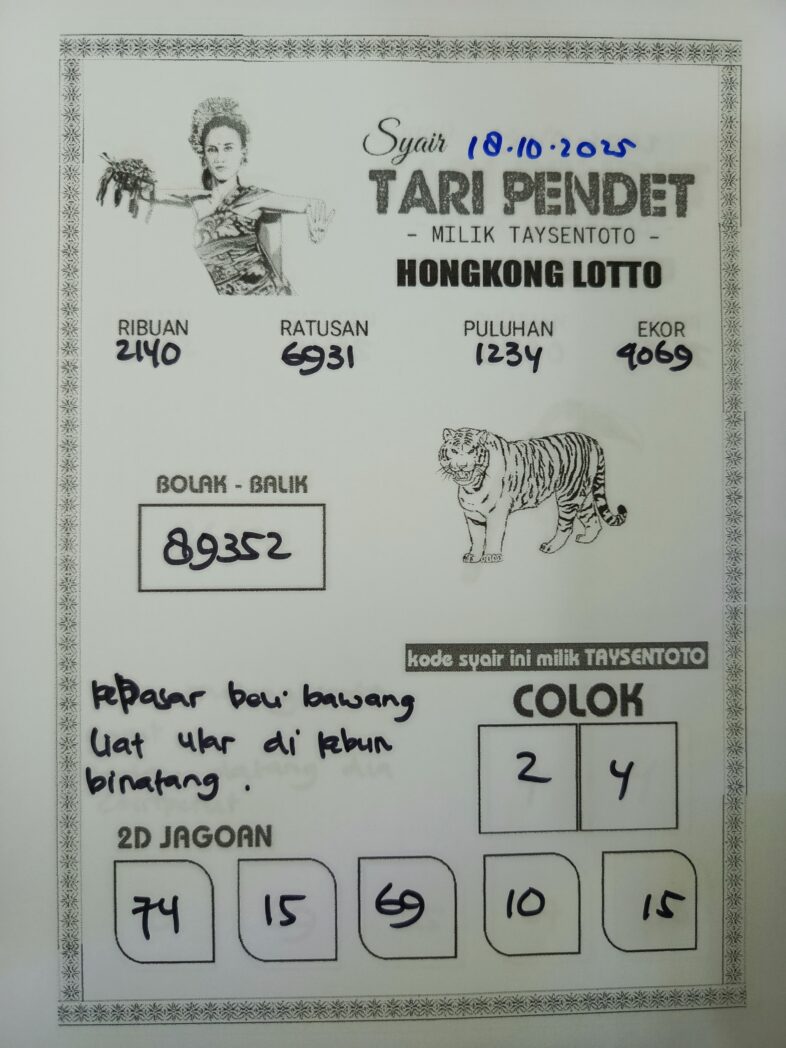 Syair 18.10.2025
TARI PENDET
- MILIK TAYSENTOTO -
HONGKONG LOTTO
RIBUAN RATUSAN PULUHAN EKOR
2140 6931 1234 9069
BOLAK - BALIK
89352
kode syair ini milik TAYSENTOTO
kepasar beli bawang
liat ular di kebun
binatang .
COLOK
2 4
2D JAGOAN
74 15 69 10 15